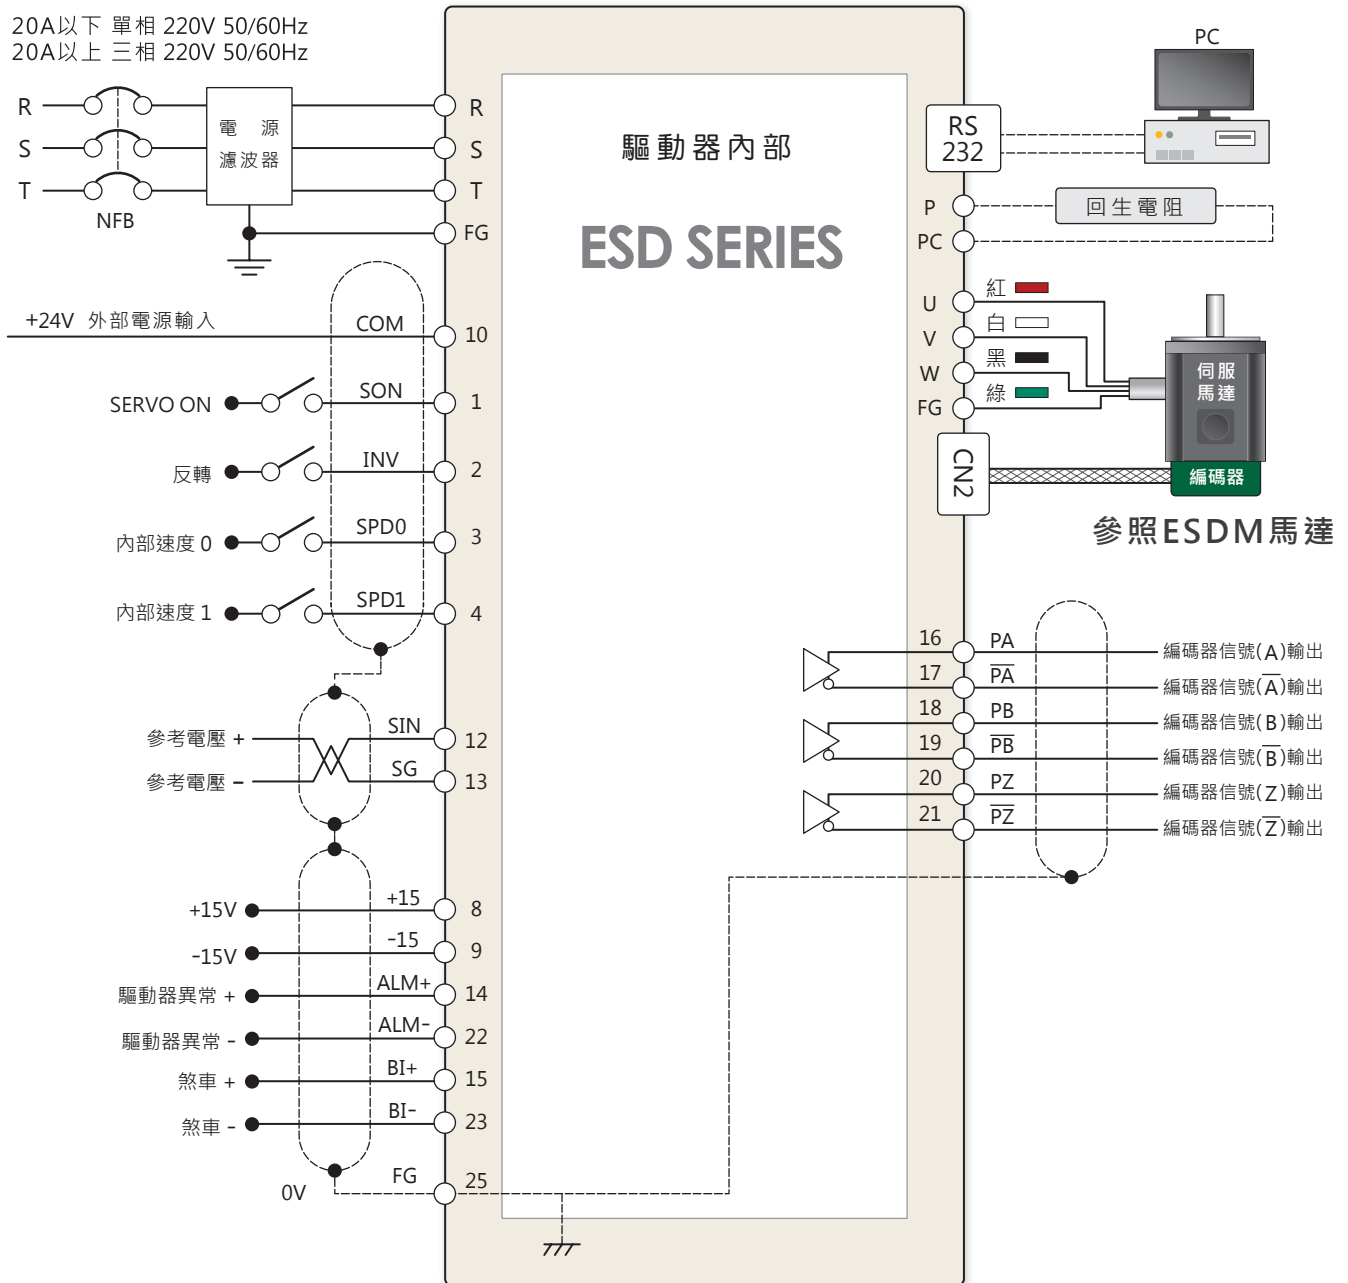 20A以下 單相 220V 50/60Hz
20A以上 三相 220V 50/60Hz
R
S
T
NFB
電 源
濾波器
R
S
T
FG
+24V 外部電源輸入
COM
10
SERVO ON
SON
1
反轉
INV
2
內部速度 0
SPD0
3
內部速度 1
SPD1
4
參考電壓 +
SIN
12
參考電壓 -
SG
13
+15V
+15
8
-15V
-15
9
驅動器異常 +
ALM+
14
驅動器異常 -
ALM-
22
煞車 +
BI+
15
煞車 -
BI-
23
0V
FG
25
驅動器內部
ESD SERIES
RS
232
PC
P
回生電阻
PC
U
紅
V
白
W
黑
FG
綠
伺服
馬達
CN2
編碼器
參照ESDM馬達
16
PA
編碼器信號(A)輸出
17
P̅A̅
編碼器信號(A̅)輸出
18
PB
編碼器信號(B)輸出
19
P̅B̅
編碼器信號(B̅)輸出
20
PZ
編碼器信號(Z)輸出
21
P̅Z̅
編碼器信號(Z̅)輸出